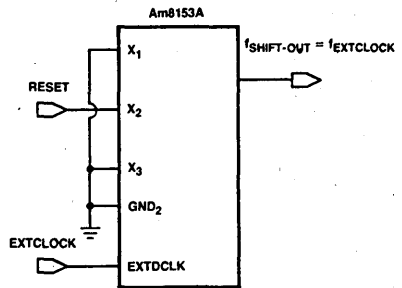 Am8153A
X1
fSHIFT-OUT = fEXTCLOCK
RESET
X2
X3
GND2
EXTCLOCK
EXTDCLK